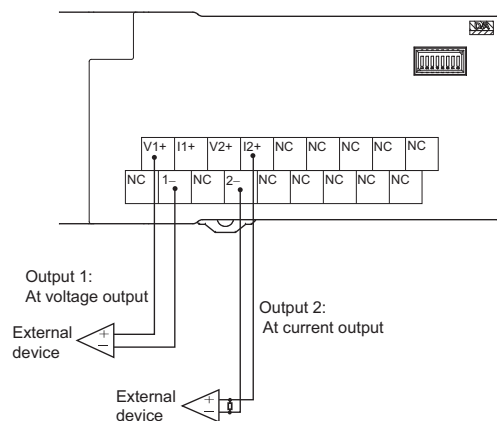 D/A
V1+ I1+ V2+ I2+ NC NC NC NC NC
NC 1– NC 2– NC NC NC NC NC
Output 1:
At voltage output
External
device
+
–
Output 2:
At current output
External
device
+
–